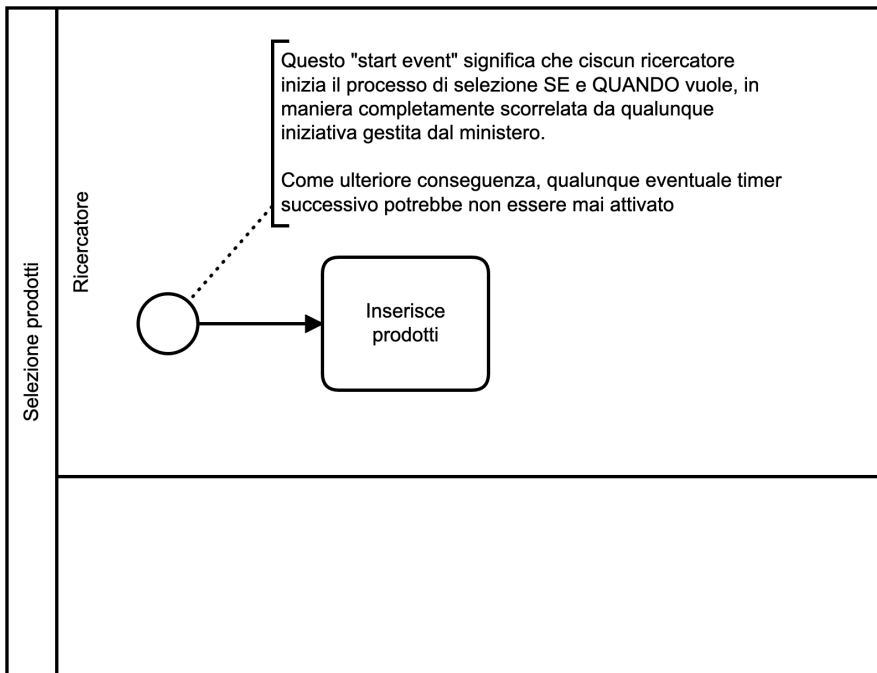 Selezione prodotti
Ricercatore
Questo "start event" significa che ciscun ricercatore
inizia il processo di selezione SE e QUANDO vuole, in
maniera completamente scorrelata da qualunque
iniziativa gestita dal ministero.
Come ulteriore conseguenza, qualunque eventuale timer
successivo potrebbe non essere mai attivato
Inserisce
prodotti